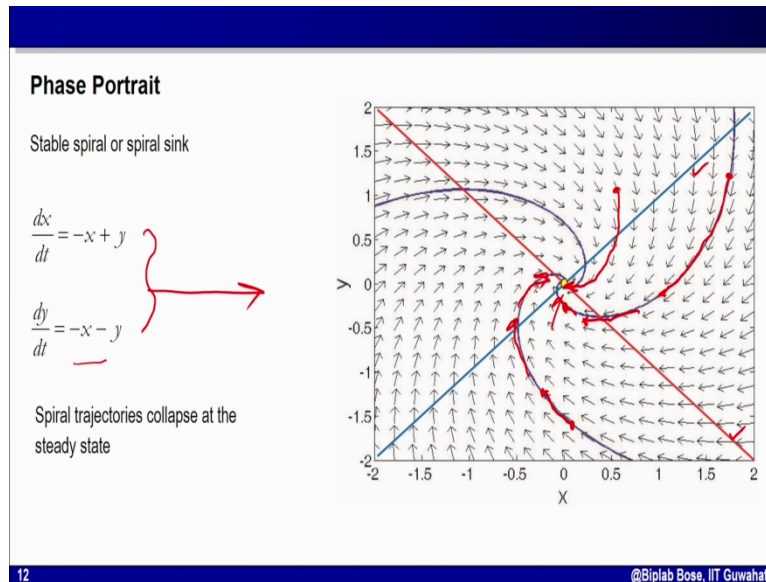 Phase Portrait
Stable spiral or spiral sink
dx/dt = -x + y
dy/dt = -x - y
Spiral trajectories collapse at the
steady state
2
1.5
1
0.5
0
-0.5
-1
-1.5
-2
y
-2 -1.5 -1 -0.5 0 0.5 1 1.5 2
X
12
@Biplab Bose, IIT Guwahat